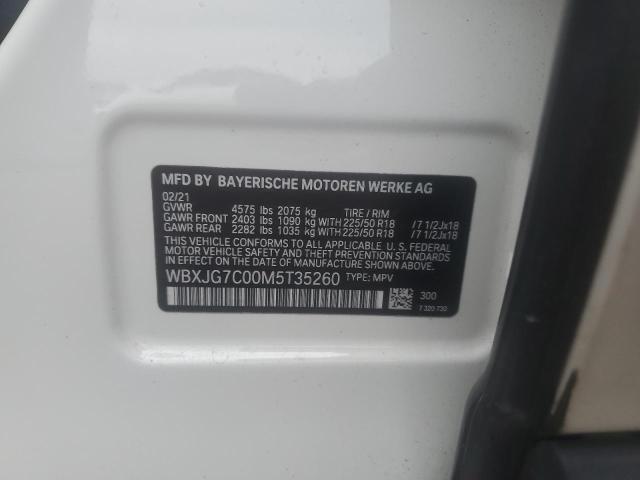 MFD BY BAYERISCHE MOTOREN WERKE AG
02/21
GVWR 4575 lbs 2075 kg TIRE / RIM
GAWR FRONT 2403 lbs 1090 kg WITH 225/50 R18 / 7 1/2Jx18
GAWR REAR 2282 lbs 1035 kg WITH 225/50 R18 / 7 1/2Jx18
THIS VEHICLE CONFORMS TO ALL APPLICABLE U. S. FEDERAL
MOTOR VEHICLE SAFETY AND THEFT PREVENTION STANDARDS
IN EFFECT ON THE DATE OF MANUFACTURE SHOWN ABOVE.
WBXJG7C00M5T35260 TYPE: MPV
300
7 320 730